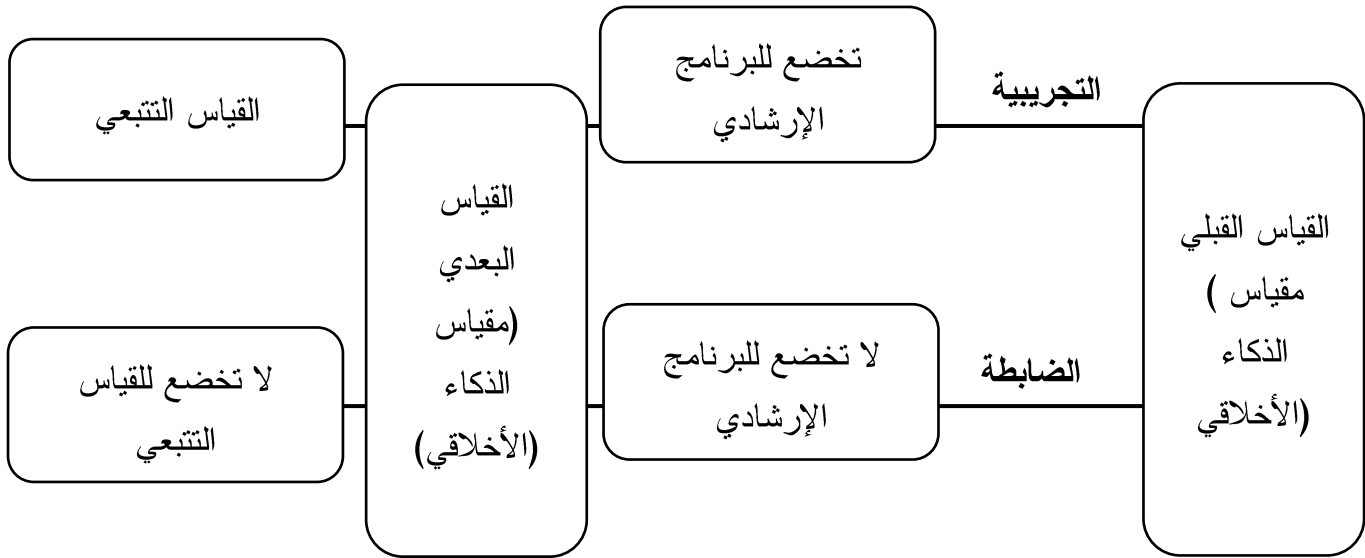 القياس القبلي
مقياس (
الذكاء
الأخلاقي)
التجريبية
تخضع للبرنامج
الإرشادي
الضابطة
لا تخضع للبرنامج
الإرشادي
القياس
البعدي
(مقياس
الذكاء
الأخلاقي)
القياس التتبعي
لا تخضع للقياس
التتبعي